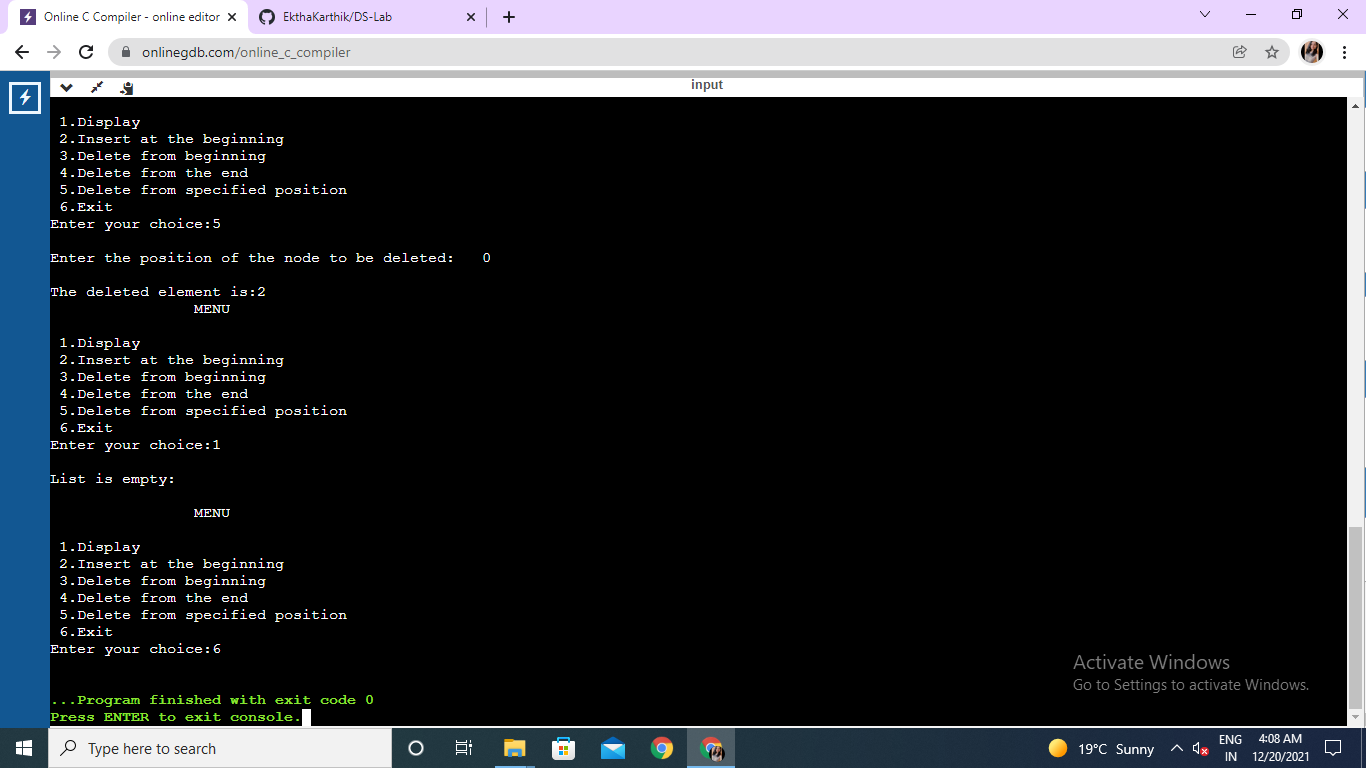 Online C Compiler - online editor
EkthaKarthik/DS-Lab
onlinegdb.com/online_c_compiler
input
1.Display
2.Insert at the beginning
3.Delete from beginning
4.Delete from the end
5.Delete from specified position
6.Exit
Enter your choice:5
Enter the position of the node to be deleted: 0
The deleted element is:2
MENU
1.Display
2.Insert at the beginning
3.Delete from beginning
4.Delete from the end
5.Delete from specified position
6.Exit
Enter your choice:1
List is empty:
MENU
1.Display
2.Insert at the beginning
3.Delete from beginning
4.Delete from the end
5.Delete from specified position
6.Exit
Enter your choice:6
...Program finished with exit code 0
Press ENTER to exit console.
Activate Windows
Go to Settings to activate Windows.
Type here to search
19°C Sunny
ENG
IN
4:08 AM
12/20/2021